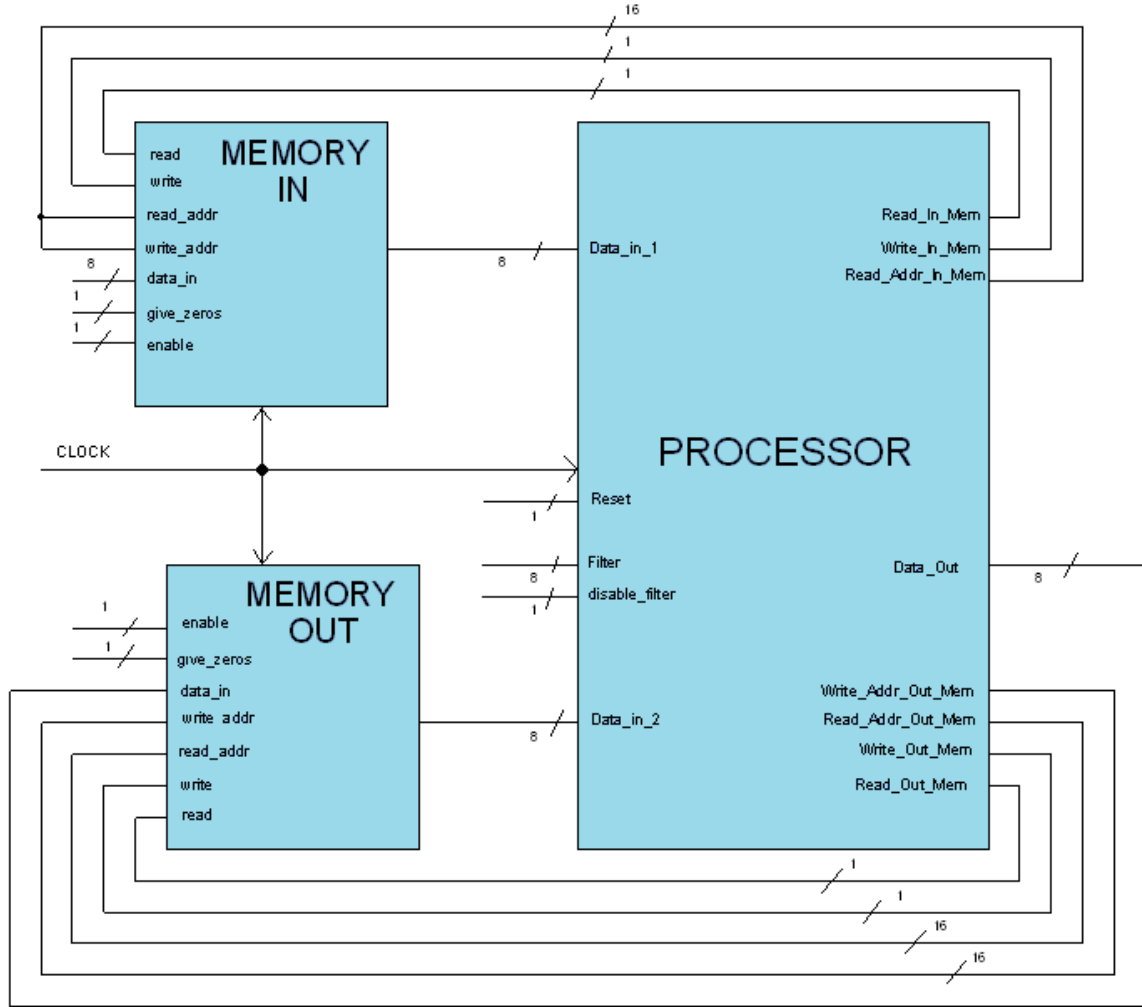 16
1
1
MEMORY
IN
read
write
read_addr
write_addr
8
data_in
1
give_zeros
1
enable
8
Data_in_1
Read_In_Mem
Write_In_Mem
Read_Addr_In_Mem
PROCESSOR
CLOCK
Reset
1
Filter
8
disable_filter
1
Data_Out
8
MEMORY
OUT
1
enable
1
give_zeros
data_in
write_addr
read_addr
write
read
8
Data_in_2
Write_Addr_Out_Mem
Read_Addr_Out_Mem
Write_Out_Mem
Read_Out_Mem
1
1
16
16